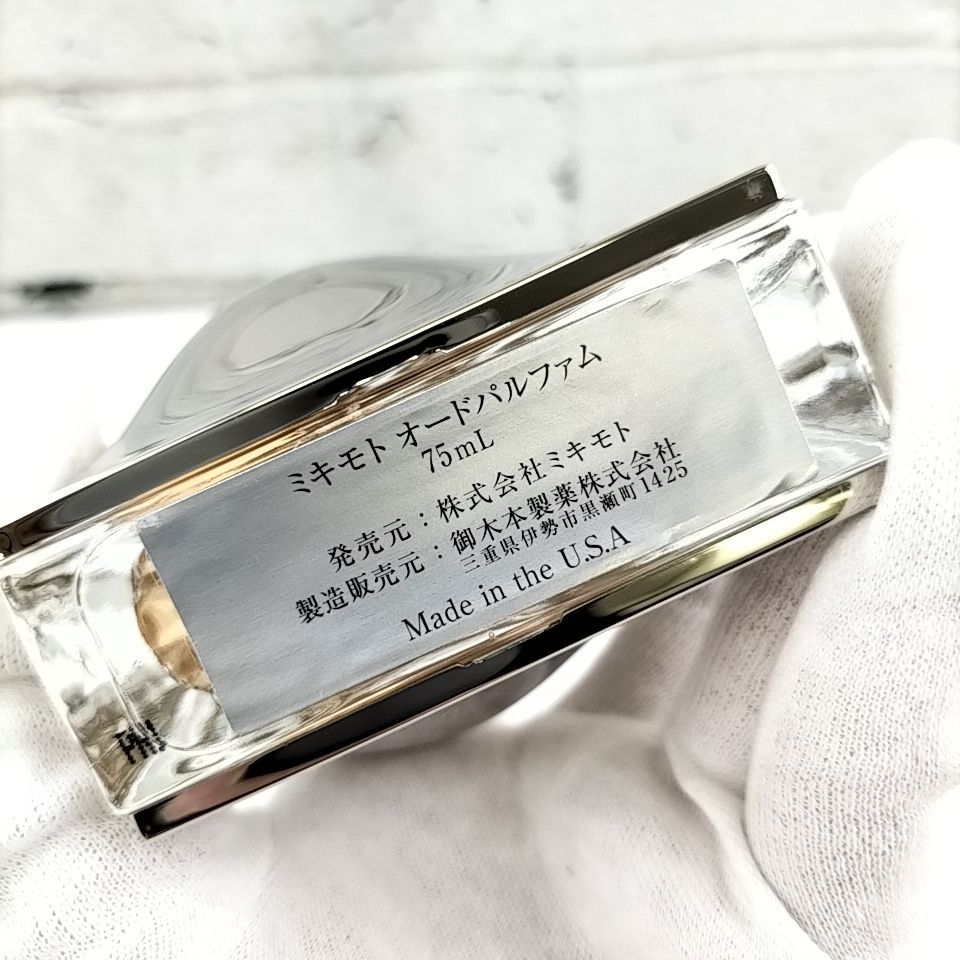 ミキモト オードパルファム
75mL
発売元：株式会社ミキモト
製造販売元：御木本製薬株式会社
三重県伊勢市黒瀬町1425
Made in the U.S.A